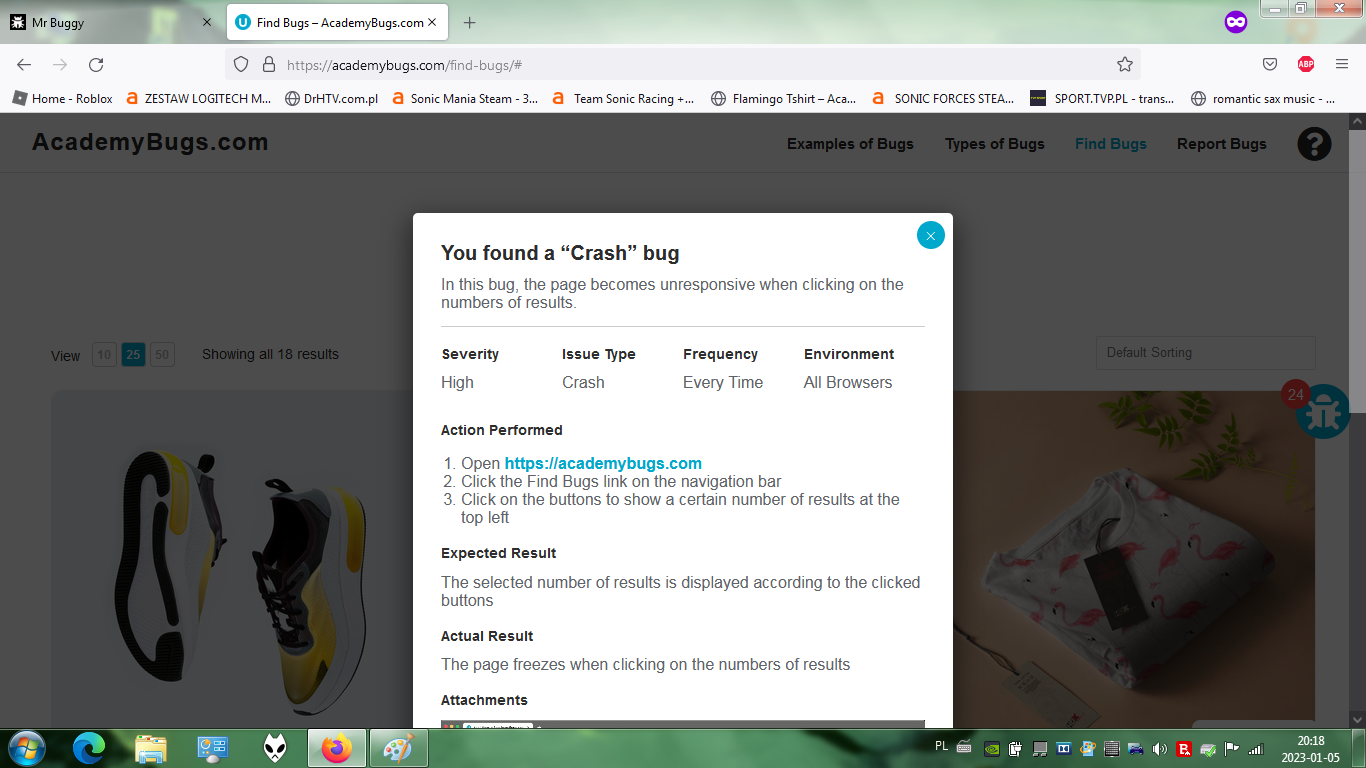 Mr Buggy
Find Bugs – AcademyBugs.com
https://academybugs.com/find-bugs/#
ABP
Home - Roblox
ZESTAW LOGITECH M...
DrHTV.com.pl
Sonic Mania Steam - 3...
Team Sonic Racing +...
Flamingo Tshirt – Aca...
SONIC FORCES STEA...
SPORT.TVP.PL - trans...
romantic sax music - ...
AcademyBugs.com
Examples of Bugs
Types of Bugs
Find Bugs
Report Bugs
?
You found a “Crash” bug
In this bug, the page becomes unresponsive when clicking on the
numbers of results.
View 10 25 50 Showing all 18 results
Default Sorting
Severity Issue Type Frequency Environment
High Crash Every Time All Browsers
24
Action Performed
1. Open https://academybugs.com
2. Click the Find Bugs link on the navigation bar
3. Click on the buttons to show a certain number of results at the
top left
Expected Result
The selected number of results is displayed according to the clicked
buttons
Actual Result
The page freezes when clicking on the numbers of results
Attachments
PL
20:18
2023-01-05